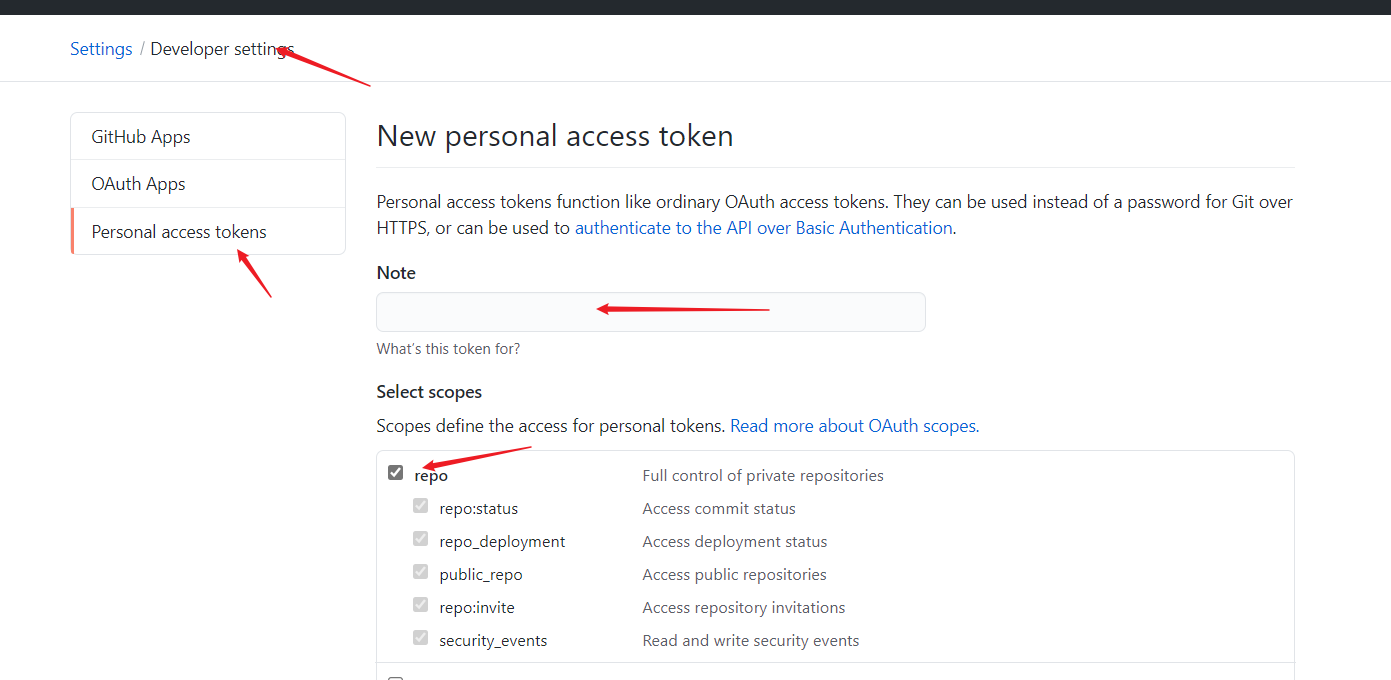 Settings / Developer settings
GitHub Apps
OAuth Apps
Personal access tokens
New personal access token
Personal access tokens function like ordinary OAuth access tokens. They can be used instead of a password for Git over
HTTPS, or can be used to authenticate to the API over Basic Authentication.
Note
What's this token for?
Select scopes
Scopes define the access for personal tokens. Read more about OAuth scopes.
repo Full control of private repositories
repo:status Access commit status
repo_deployment Access deployment status
public_repo Access public repositories
repo:invite Access repository invitations
security_events Read and write security events